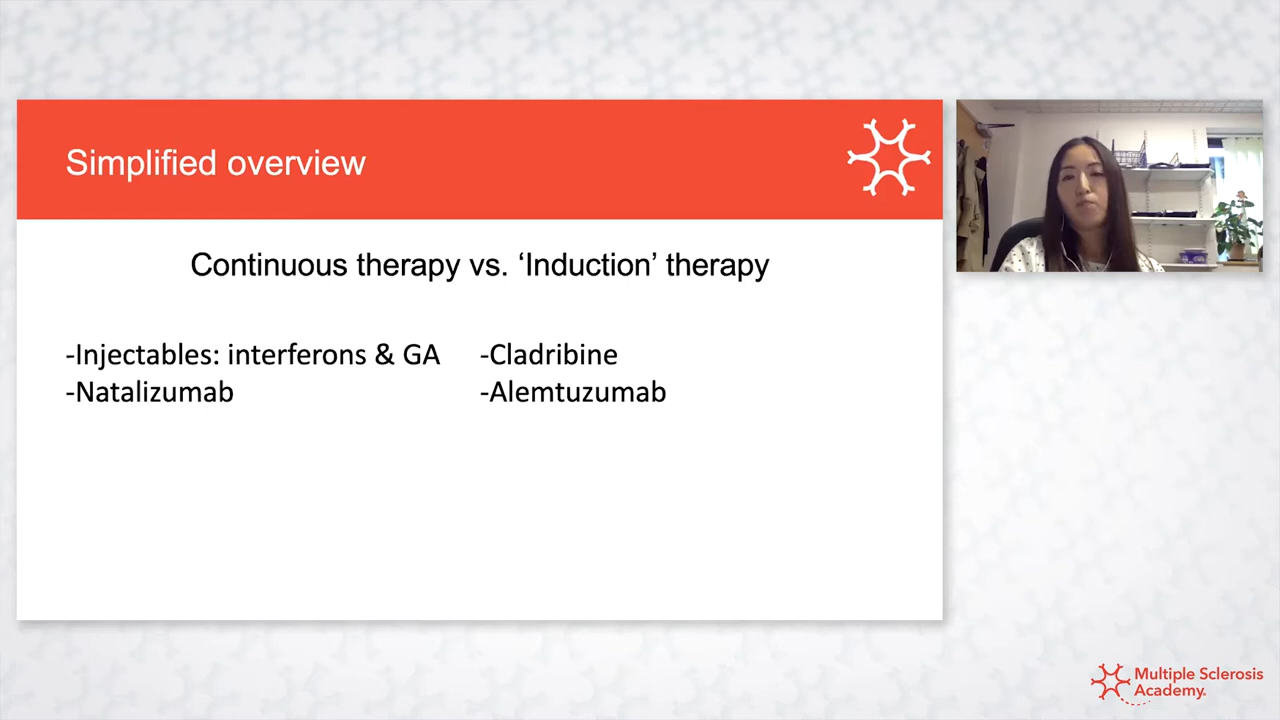 Simplified overview
Continuous therapy vs. ‘Induction’ therapy
-Injectables: interferons & GA
-Natalizumab
-Cladribine
-Alemtuzumab
Multiple Sclerosis
Academy.